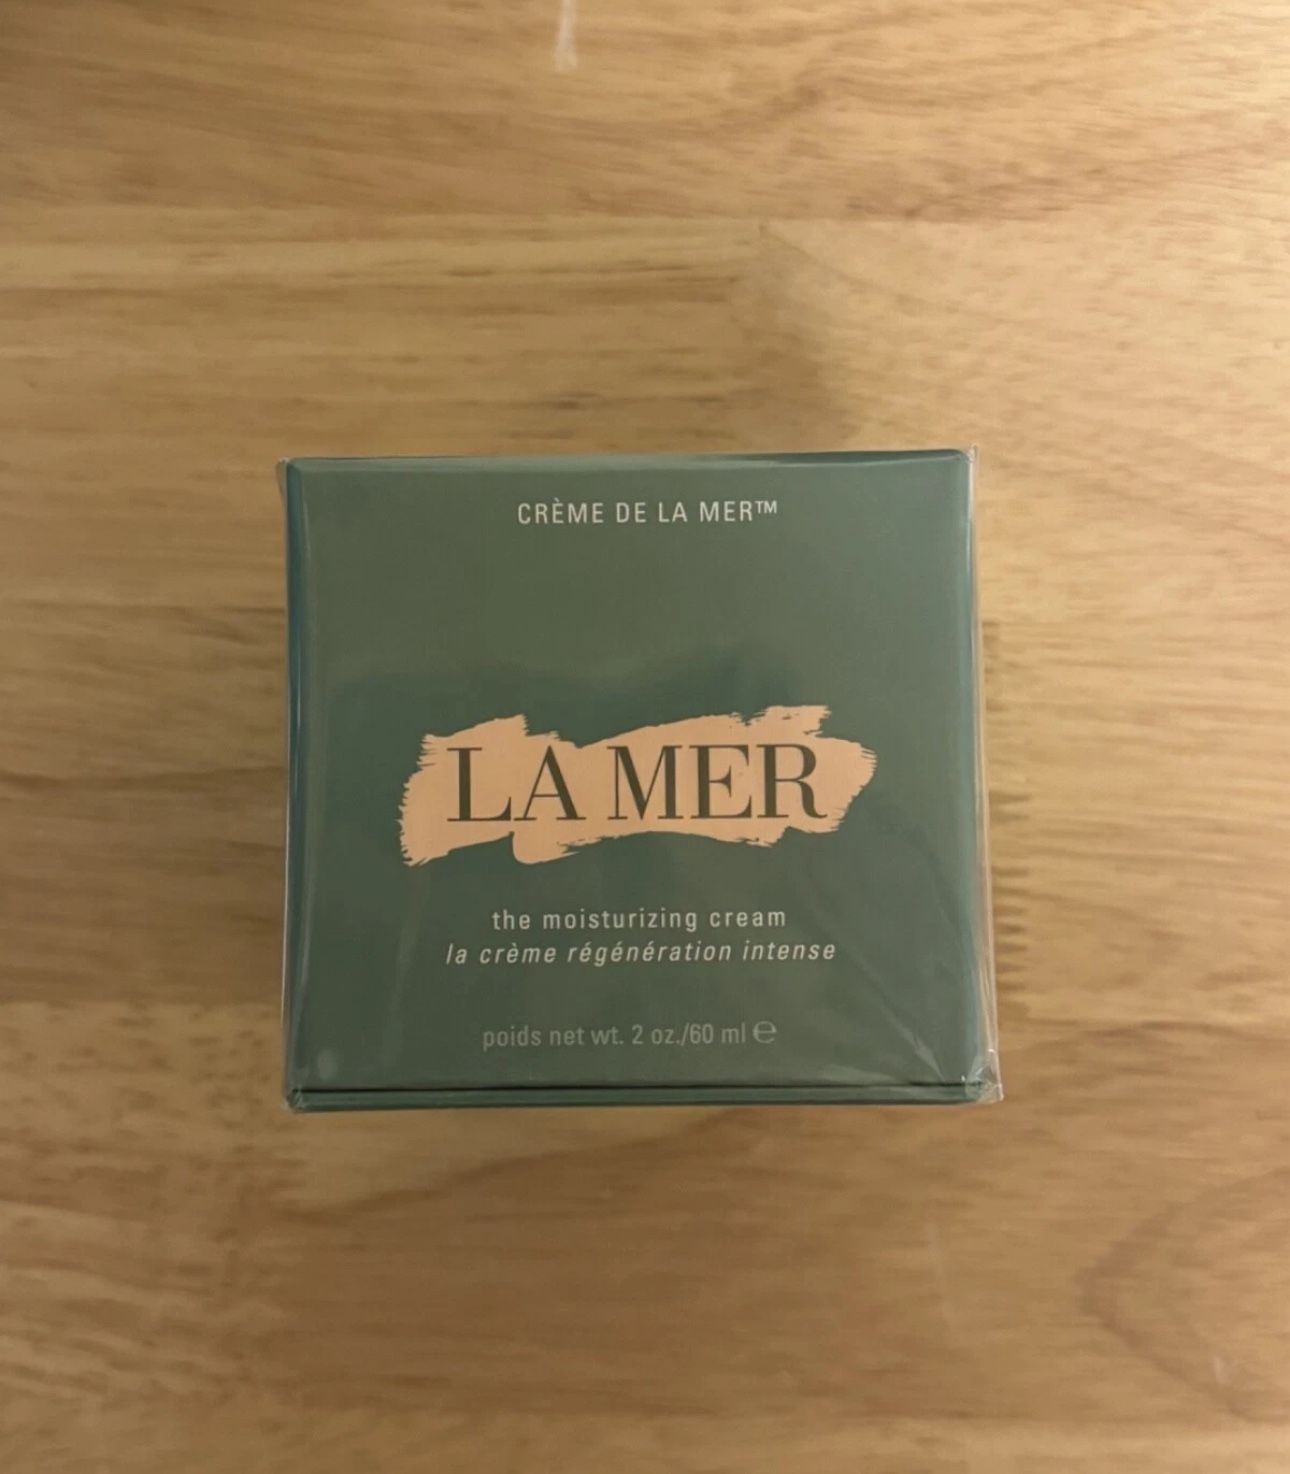 CRÈME DE LA MER™
LA MER
the moisturizing cream
la crème régénération intense
poids net wt. 2 oz./60 ml ℮